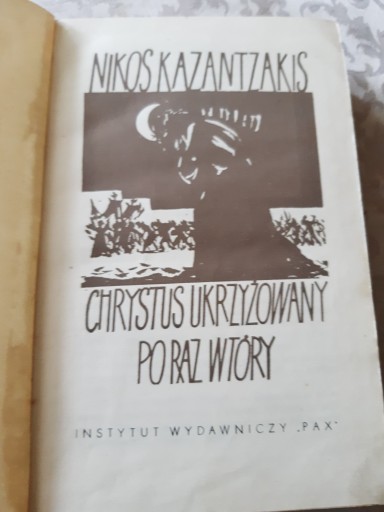 NIKOS KAZANTZAKIS
CHRYSTUS UKRZYŻOWANY
PO RAZ WTÓRY
INSTYTUT WYDAWNICZY „PAX"